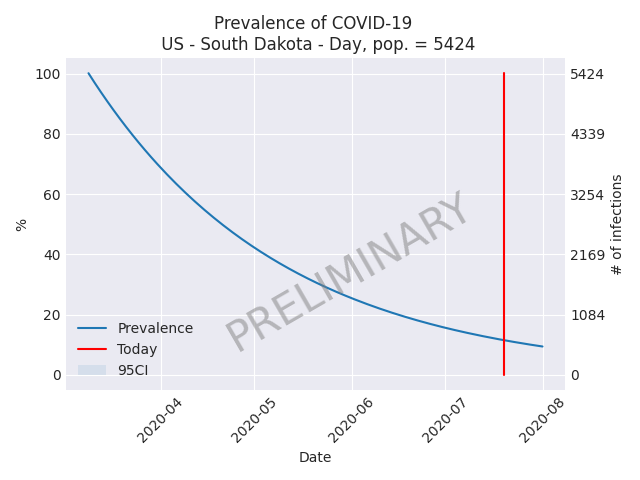 Prevalence of COVID-19
US - South Dakota - Day, pop. = 5424
100
80
60
40
20
0
%
5424
4339
3254
2169
1084
0
# of infections
PRELIMINARY
Prevalence
Today
95CI
2020-04
2020-05
2020-06
2020-07
2020-08
Date